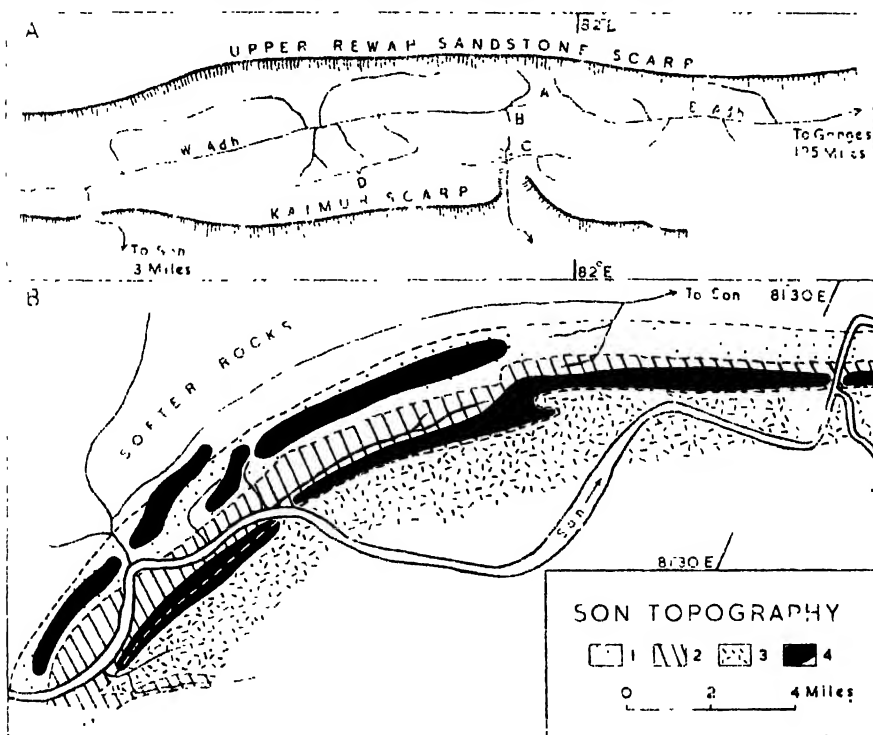 A
82°E
UPPER REWAH SANDSTONE SCARP
A
B
E Adh
W Adh
C
D
To Ganges
125 Miles
KAIMUR SCARP
To Son
3 Miles
82°E
B
To Son
81°30 E
SOFTER ROCKS
Son
81°30 E
SON TOPOGRAPHY
1 2 3 4
0 2 4 Miles